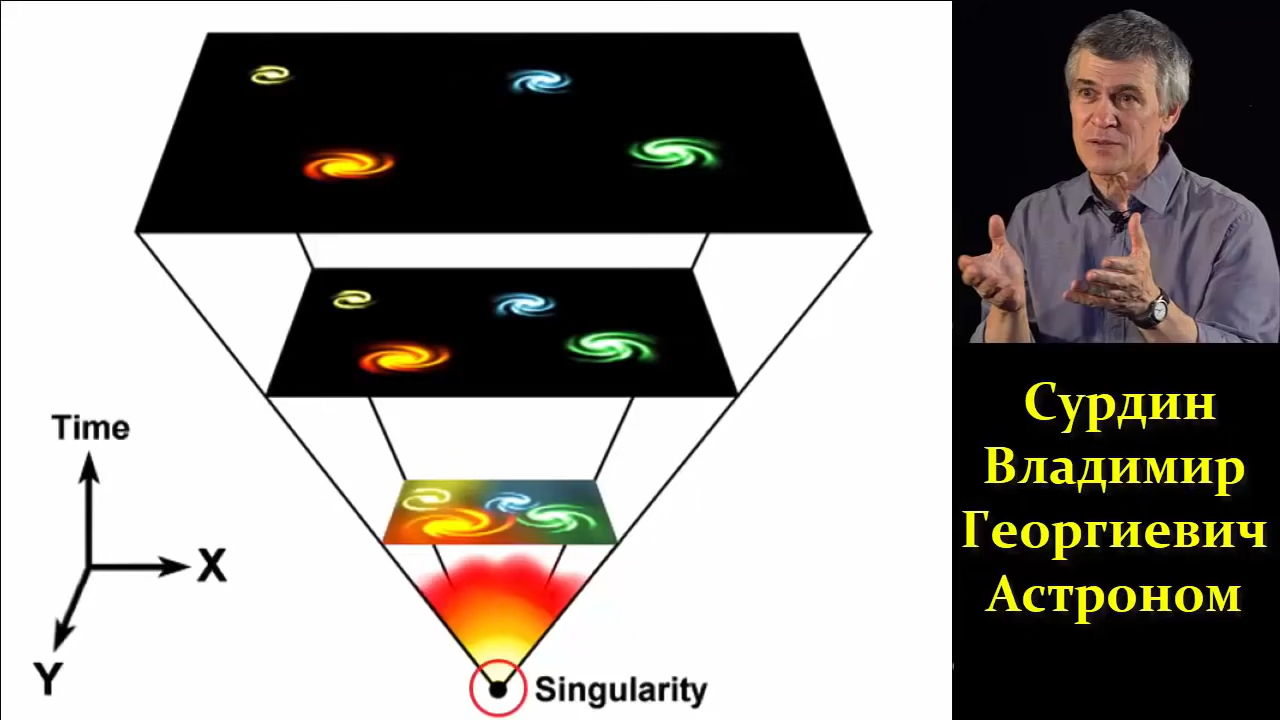 Time
X
Y
Singularity
Сурдин
Владимир
Георгиевич
Астроном